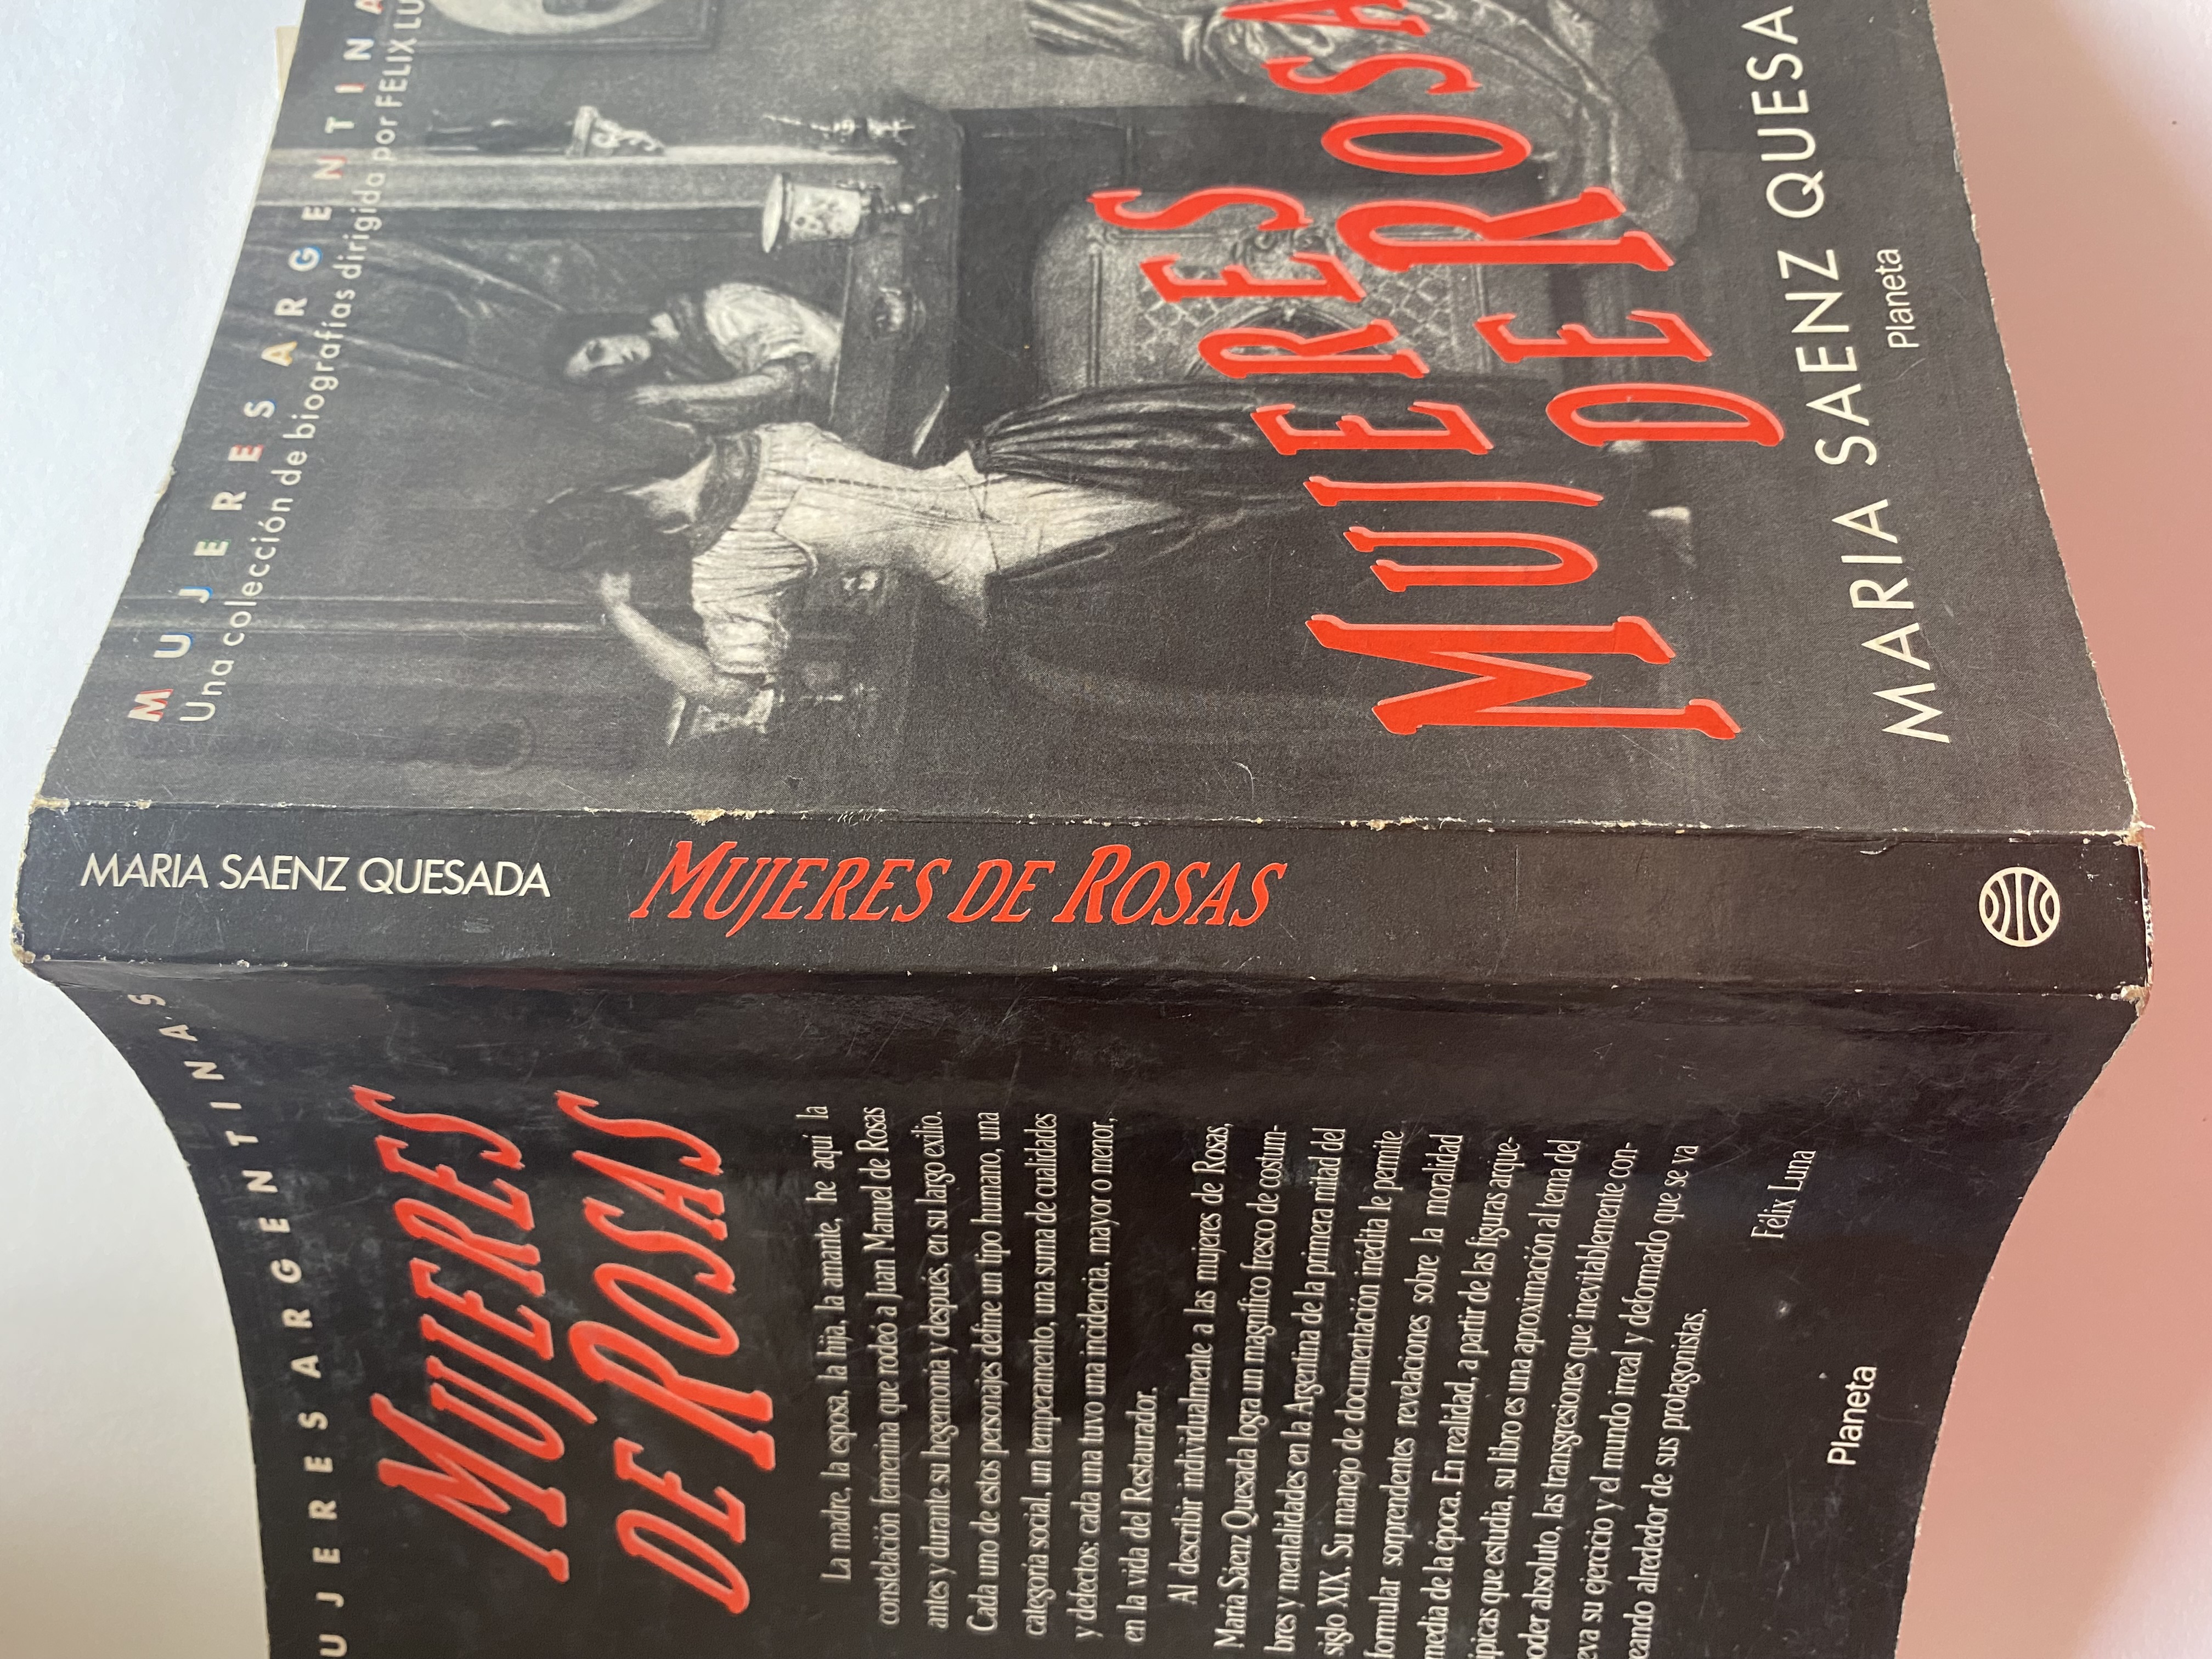 MUJERES ARGENTINA
Una colección de biografías dirigida por FELIX LU
MUJERES
DE ROSA
MARIA SAENZ QUESA
Planeta
MARIA SAENZ QUESADA
MUJERES DE ROSAS
UJERES ARGENTINAS
MUJERES
DE ROSAS
La madre, la esposa, la hija, la amante, he aquí la
constelación femenina que rodeó a Juan Manuel de Rosas
antes y durante su hegemonía y después, en su largo exilio.
Cada uno de estos personajes define un tipo humano, una
categoría social, un temperamento, una suma de cualidades
y defectos: cada una tuvo una incidencia, mayor o menor,
en la vida del Restaurador.
Al describir individualmente a las mujeres de Rosas,
María Sáenz Quesada logra un magnífico fresco de costum-
bres y mentalidades en la Argentina de la primera mitad del
siglo XIX. Su manejo de documentación inédita le permite
formular sorprendentes revelaciones sobre la moralidad
media de la época. En realidad, a partir de las figuras arque-
ípicas que estudia, su libro es una aproximación al tema del
oder absoluto, las transgresiones que inevitablemente con-
eva su ejercicio y el mundo irreal y deformado que se va
eando alrededor de sus protagonistas.
Félix Luna
Planeta